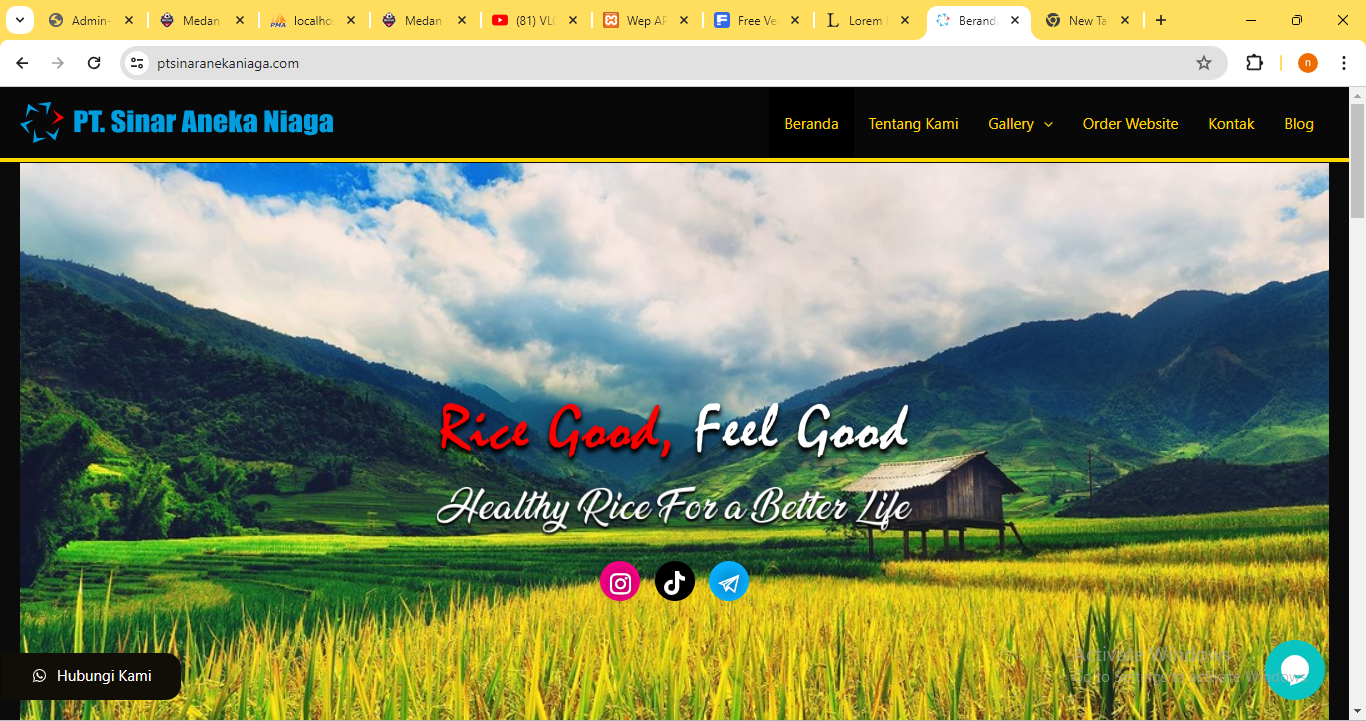 Admin-
Medan
localho
Medan
(81) VLO
Wep AP
Free Ve
Lorem
Berand
New Ta
ptsinaranekaniaga.com
n
PT. Sinar Aneka Niaga
Beranda
Tentang Kami
Gallery
Order Website
Kontak
Blog
Rice Good, Feel Good
Healthy Rice For a Better Life
Hubungi Kami
Activate Windows
Go to Settings to activate Windows.